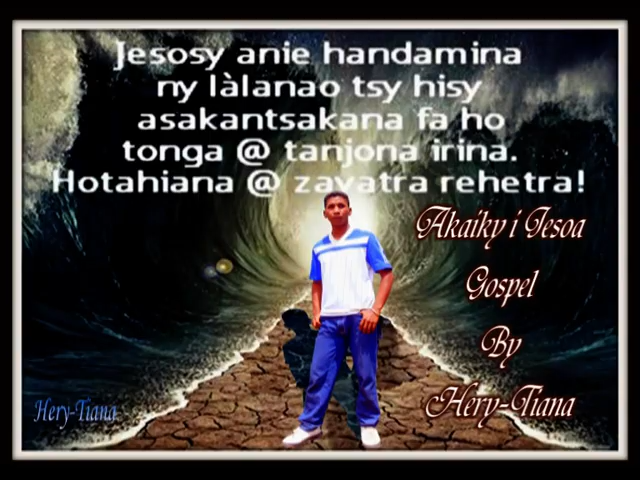 Jesosy anie handamina
ny làlanao tsy hisy
asakantsakana fa ho
tonga @ tanjona irina.
Hotahiana @ zavatra rehetra!
Akaiky i Jesoa
Gospel
By
Hery-Tiana
Hery-Tiana